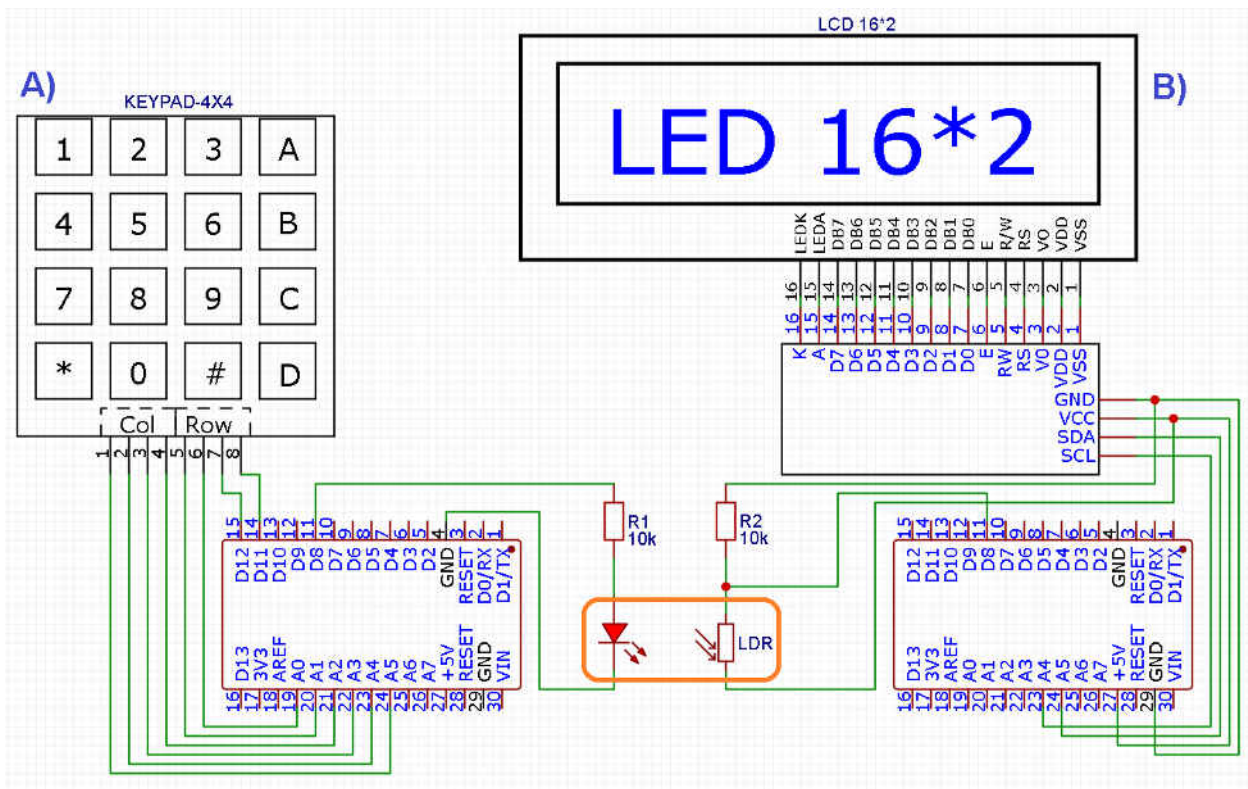 LCD 16*2
A)
B)
KEYPAD-4X4
LED 16*2
1 2 3 A
4 5 6 B
7 8 9 C
* 0 # D
Col Row
1 2 3 4 5 6 7 8
LEDK LEDA DB7 DB6 DB5 DB4 DB3 DB2 DB1 DB0 E R/W RS VO VDD VSS
16 15 14 13 12 11 10 9 8 7 6 5 4 3 2 1
16 15 14 13 12 11 10 9 8 7 6 5 4 3 2 1
K A D7 D6 D5 D4 D3 D2 D1 D0 E RW RS V0 VDD VSS
GND
VCC
SDA
SCL
15 14 13 12 11 10 9 8 7 6 5 4 3 2 1
D12 D11 D10 D9 D8 D7 D6 D5 D4 D3 D2 GND RESET D0/RX D1/TX
D13 3V3 AREF A0 A1 A2 A3 A4 A5 A6 A7 +5V RESET GND VIN
16 17 18 19 20 21 22 23 24 25 26 27 28 29 30
R1
10k
R2
10k
LDR
15 14 13 12 11 10 9 8 7 6 5 4 3 2 1
D12 D11 D10 D9 D8 D7 D6 D5 D4 D3 D2 GND RESET D0/RX D1/TX
D13 3V3 AREF A0 A1 A2 A3 A4 A5 A6 A7 +5V RESET GND VIN
16 17 18 19 20 21 22 23 24 25 26 27 28 29 30